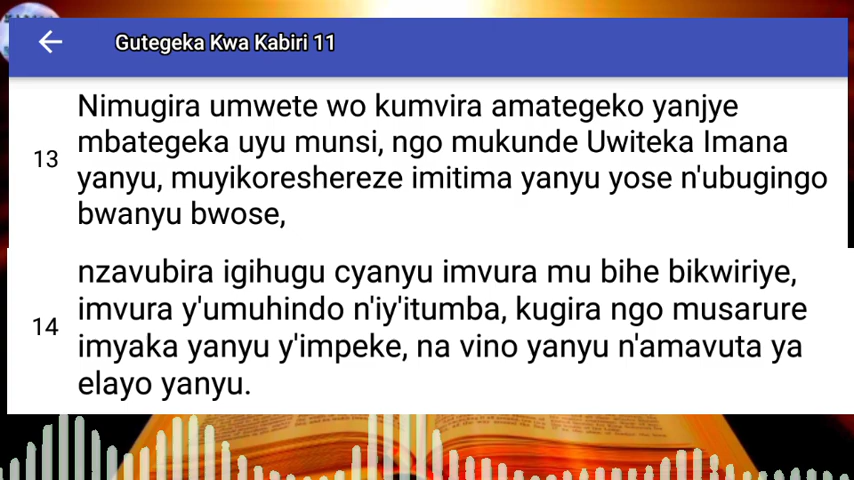 Gutegeka Kwa Kabiri 11
Nimugira umwete wo kumvira amategeko yanjye
mbategeka uyu munsi, ngo mukunde Uwiteka Imana
13
yanyu, muyikoreshereze imitima yanyu yose n'ubugingo
bwanyu bwose,
nzavubira igihugu cyanyu imvura mu bihe bikwiriye,
imvura y'umuhindo n'iy'itumba, kugira ngo musarure
14
imyaka yanyu y'impeke, na vino yanyu n'amavuta ya
elayo yanyu.